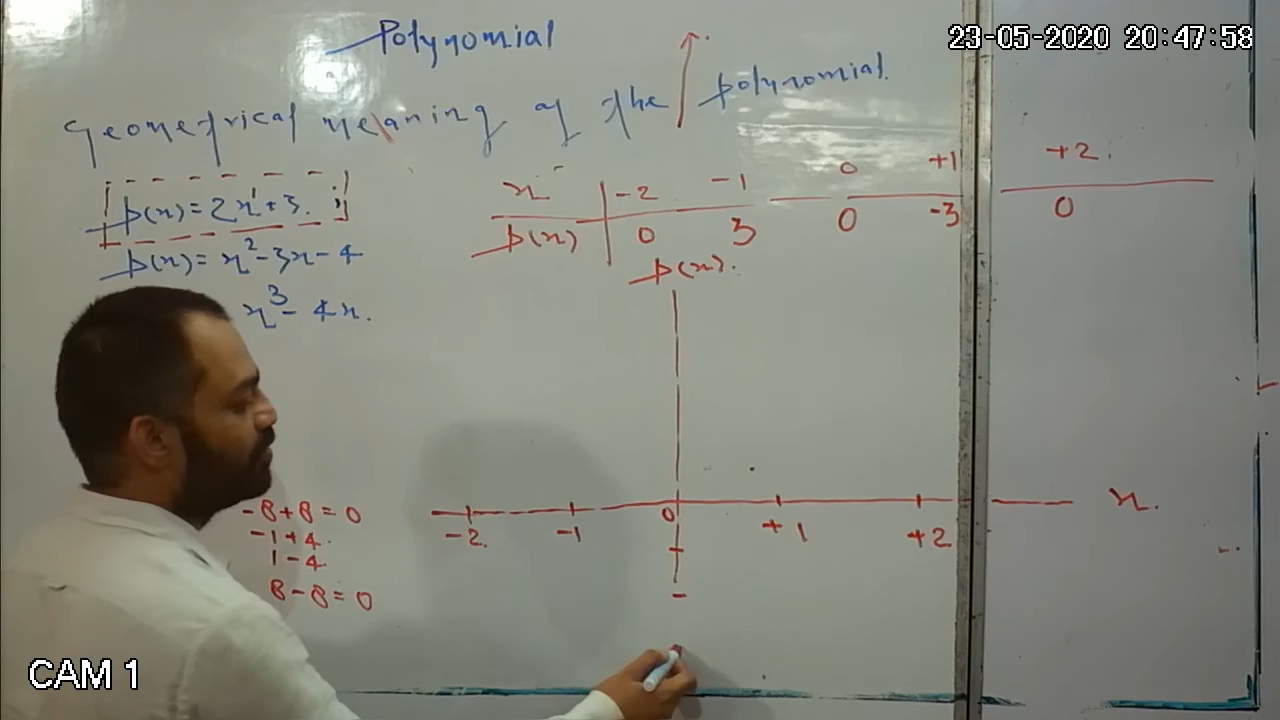 Polynomial
23-05-2020 20:47:58
Geometrical meaning of the polynomial.
x -2 -1 0 +1 +2
p(x) 0 3 0 -3 0
p(x) = 2x¹+3.
p(x) = x²-3x-4
x³-4x.
p(x).
-8+8=0
-1+4.
1-4
8-8=0
-2. -1 0 +1 +2 x.
CAM 1